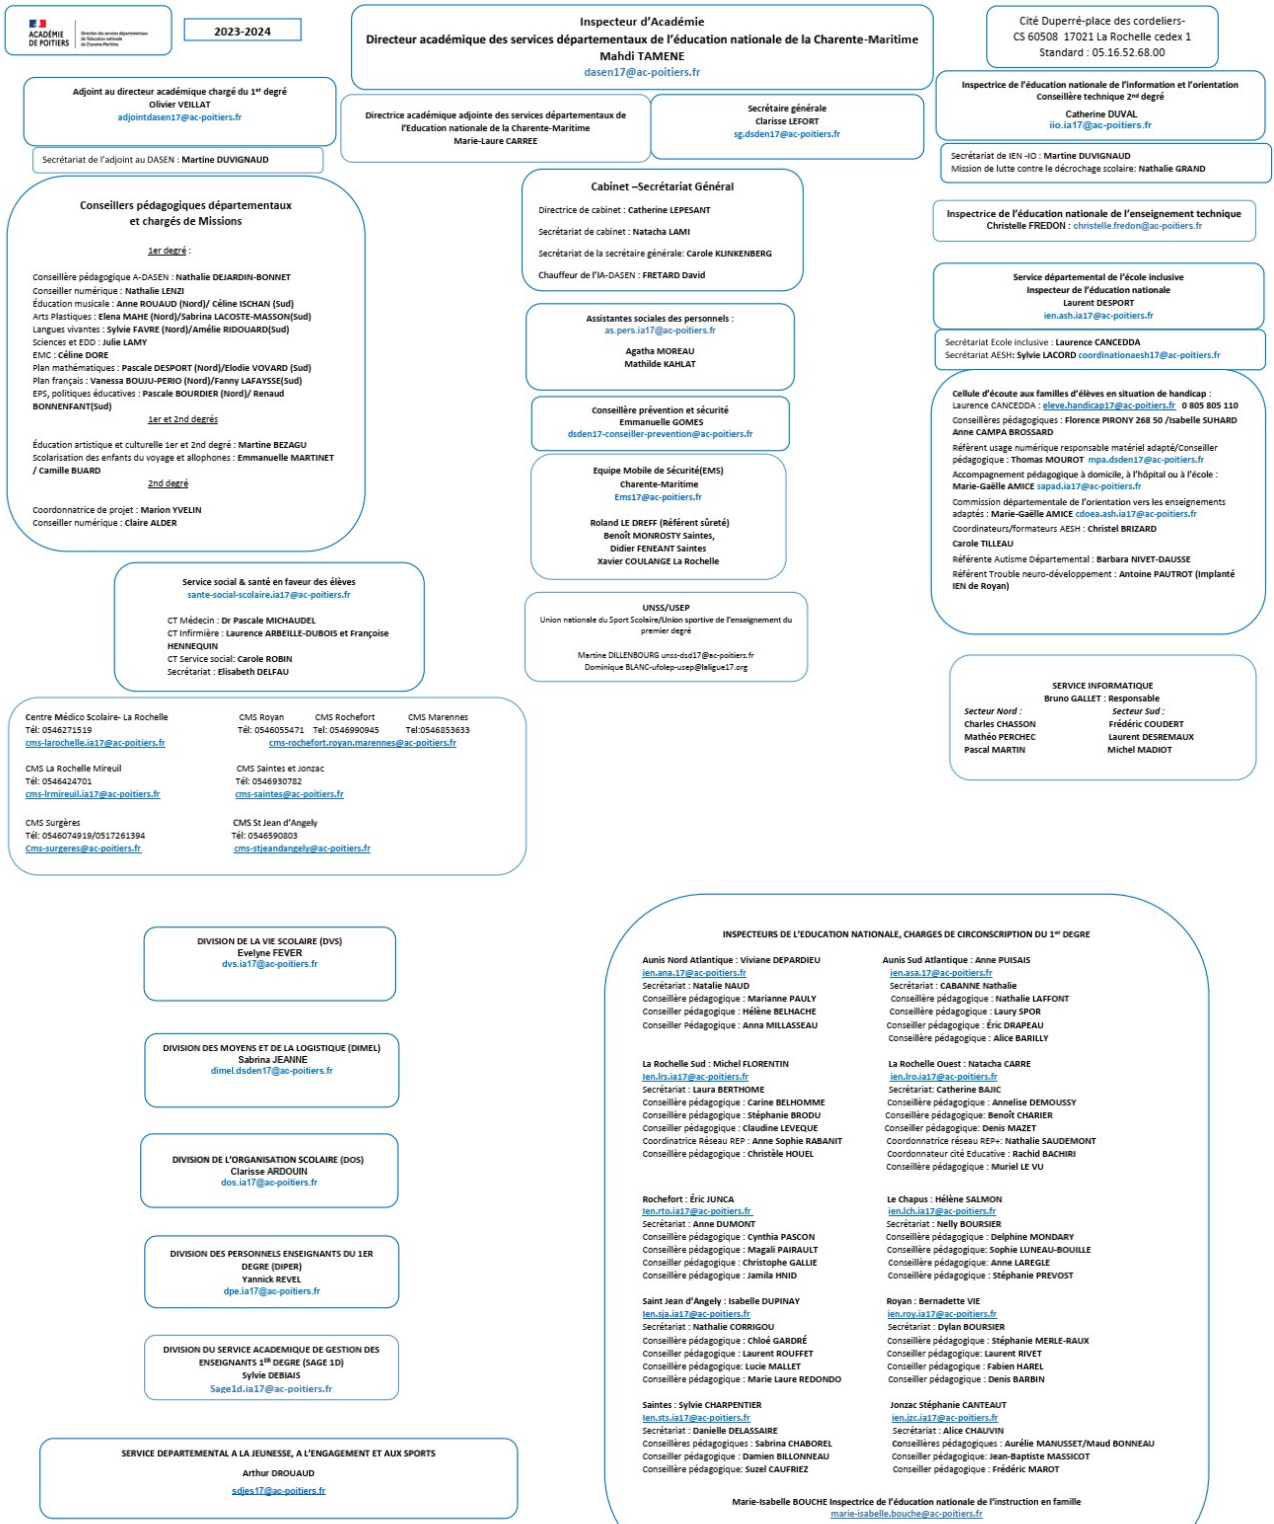 ACADÉMIE
DE POITIERS
Direction des services départementaux
de l'éducation nationale
de Charente-Maritime
2023-2024
Inspecteur d'Académie
Directeur académique des services départementaux de l'éducation nationale de la Charente-Maritime
Mahdi TAMENE
dasen17@ac-poitiers.fr
Cité Duperré-place des cordeliers-
CS 60508 17021 La Rochelle cedex 1
Standard : 05.16.52.68.00
Adjoint au directeur académique chargé du 1er degré
Olivier VEILLAT
adjointdasen17@ac-poitiers.fr
Secrétariat de l'adjoint au DASEN : Martine DUVIGNAUD
Directrice académique adjointe des services départementaux de
l'Education nationale de la Charente-Maritime
Marie-Laure CARREE
Secrétaire générale
Clarisse LEFORT
sg.dsden17@ac-poitiers.fr
Inspectrice de l'éducation nationale de l'information et l'orientation
Conseillère technique 2nd degré
Catherine DUVAL
iio.ia17@ac-poitiers.fr
Secrétariat de IEN -IO : Martine DUVIGNAUD
Mission de lutte contre le décrochage scolaire: Nathalie GRAND
Inspectrice de l'éducation nationale de l'enseignement technique
Christelle FREDON : christelle.fredon@ac-poitiers.fr
Conseillers pédagogiques départementaux
et chargés de Missions
1er degré :
Conseillère pédagogique A-DASEN : Nathalie DEJARDIN-BONNET
Conseiller numérique : Nathalie LENZI
Éducation musicale : Anne ROUAUD (Nord)/ Céline ISCHAN (Sud)
Arts Plastiques : Elena MAHE (Nord)/Sabrina LACOSTE-MASSON(Sud)
Langues vivantes : Sylvie FAVRE (Nord)/Amélie RIDOUARD(Sud)
Sciences et EDD : Julie LAMY
EMC : Céline DORE
Plan mathématiques : Pascale DESPORT (Nord)/Elodie VOVARD (Sud)
Plan français : Vanessa BOUJU-PERIO (Nord)/Fanny LAFAYSSE(Sud)
EPS, politiques éducatives : Pascale BOURDIER (Nord)/ Renaud
BONNENFANT(Sud)
1er et 2nd degrés
Éducation artistique et culturelle 1er et 2nd degré : Martine BEZAGU
Scolarisation des enfants du voyage et allophones : Emmanuelle MARTINET
/ Camille BUARD
2nd degré
Coordonnatrice de projet : Marion YVELIN
Conseiller numérique : Claire ALDER
Cabinet –Secrétariat Général
Directrice de cabinet : Catherine LEPESANT
Secrétariat de cabinet : Natacha LAMI
Secrétariat de la secrétaire générale: Carole KLINKENBERG
Chauffeur de l'IA-DASEN : FRETARD David
Assistantes sociales des personnels :
as.pers.ia17@ac-poitiers.fr
Agatha MOREAU
Mathilde KAHLAT
Conseillère prévention et sécurité
Emmanuelle GOMES
dsden17-conseiller-prevention@ac-poitiers.fr
Equipe Mobile de Sécurité(EMS)
Charente-Maritime
Ems17@ac-poitiers.fr
Roland LE DREFF (Référent sûreté)
Benoît MONROSTY Saintes,
Didier FENEANT Saintes
Xavier COULANGE La Rochelle
UNSS/USEP
Union nationale du Sport Scolaire/Union sportive de l'enseignement du
premier degré
Martine DILLENBOURG unss-dsd17@ac-poitiers.fr
Dominique BLANC-ufolep-usep@laligue17.org
Service départemental de l'école inclusive
Inspecteur de l'éducation nationale
Laurent DESPORT
ien.ash.ia17@ac-poitiers.fr
Secrétariat Ecole inclusive : Laurence CANCEDDA
Secrétariat AESH: Sylvie LACORD coordinationaesh17@ac-poitiers.fr
Cellule d'écoute aux familles d'élèves en situation de handicap :
Laurence CANCEDDA : eleve.handicap17@ac-poitiers.fr 0 805 805 110
Conseillères pédagogiques : Florence PIRONY 268 50 /Isabelle SUHARD
Anne CAMPA BROSSARD
Référent usage numérique responsable matériel adapté/Conseiller
pédagogique : Thomas MOUROT mpa.dsden17@ac-poitiers.fr
Accompagnement pédagogique à domicile, à l'hôpital ou à l'école :
Marie-Gaëlle AMICE sapad.ia17@ac-poitiers.fr
Commission départementale de l'orientation vers les enseignements
adaptés : Marie-Gaëlle AMICE cdoea.ash.ia17@ac-poitiers.fr
Coordinateurs/formateurs AESH : Christel BRIZARD
Carole TILLEAU
Référente Autisme Départemental : Barbara NIVET-DAUSSE
Référent Trouble neuro-développement : Antoine PAUTROT (Implanté
IEN de Royan)
Service social & santé en faveur des élèves
sante-social-scolaire.ia17@ac-poitiers.fr
CT Médecin : Dr Pascale MICHAUDEL
CT Infirmière : Laurence ARBEILLE-DUBOIS et Françoise
HENNEQUIN
CT Service social: Carole ROBIN
Secrétariat : Elisabeth DELFAU
SERVICE INFORMATIQUE
Bruno GALLET : Responsable
Secteur Nord : Secteur Sud :
Charles CHASSON Frédéric COUDERT
Mathéo PERCHEC Laurent DESREMAUX
Pascal MARTIN Michel MADIOT
Centre Médico Scolaire- La Rochelle CMS Royan CMS Rochefort CMS Marennes
Tél: 0546271519 Tél: 0546055471 Tel: 0546990945 Tel:0546853633
cms-larochelle.ia17@ac-poitiers.fr cms-rochefort.royan.marennes@ac-poitiers.fr
CMS La Rochelle Mireuil CMS Saintes et Jonzac
Tél: 0546424701 Tél: 0546930782
cms-lrmireuil.ia17@ac-poitiers.fr cms-saintes@ac-poitiers.fr
CMS Surgères CMS St Jean d'Angely
Tél: 0546074919/0517261394 Tél: 0546590803
Cms-surgeres@ac-poitiers.fr cms-stjeandangely@ac-poitiers.fr
DIVISION DE LA VIE SCOLAIRE (DVS)
Evelyne FEVER
dvs.ia17@ac-poitiers.fr
DIVISION DES MOYENS ET DE LA LOGISTIQUE (DIMEL)
Sabrina JEANNE
dimel.dsden17@ac-poitiers.fr
DIVISION DE L'ORGANISATION SCOLAIRE (DOS)
Clarisse ARDOUIN
dos.ia17@ac-poitiers.fr
DIVISION DES PERSONNELS ENSEIGNANTS DU 1ER
DEGRE (DIPER)
Yannick REVEL
dpe.ia17@ac-poitiers.fr
DIVISION DU SERVICE ACADEMIQUE DE GESTION DES
ENSEIGNANTS 1ER DEGRE (SAGE 1D)
Sylvie DEBIAIS
Sage1d.ia17@ac-poitiers.fr
SERVICE DEPARTEMENTAL A LA JEUNESSE, A L'ENGAGEMENT ET AUX SPORTS
Arthur DROUAUD
sdjes17@ac-poitiers.fr
INSPECTEURS DE L'EDUCATION NATIONALE, CHARGES DE CIRCONSCRIPTION DU 1er DEGRE
Aunis Nord Atlantique : Viviane DEPARDIEU
ien.ana.17@ac-poitiers.fr
Secrétariat : Natalie NAUD
Conseillère pédagogique : Marianne PAULY
Conseiller pédagogique : Hélène BELHACHE
Conseiller Pédagogique : Anna MILLASSEAU
Aunis Sud Atlantique : Anne PUISAIS
ien.asa.17@ac-poitiers.fr
Secrétariat : CABANNE Nathalie
Conseillère pédagogique : Nathalie LAFFONT
Conseillère pédagogique : Laury SPOR
Conseiller pédagogique : Éric DRAPEAU
Conseillère pédagogique : Alice BARILLY
La Rochelle Sud : Michel FLORENTIN
Ien.lrs.ia17@ac-poitiers.fr
Secrétariat : Laura BERTHOME
Conseillère pédagogique : Carine BELHOMME
Conseillère pédagogique : Stéphanie BRODU
Conseiller pédagogique : Claudine LEVEQUE
Coordinatrice Réseau REP : Anne Sophie RABANIT
Conseillère pédagogique : Christèle HOUEL
La Rochelle Ouest : Natacha CARRE
ien.lro.ia17@ac-poitiers.fr
Secrétariat: Catherine BAJIC
Conseillère pédagogique : Annelise DEMOUSSY
Conseillère pédagogique: Benoît CHARIER
Conseiller pédagogique: Denis MAZET
Coordonnatrice réseau REP+: Nathalie SAUDEMONT
Coordonnateur cité Educative : Rachid BACHIRI
Conseillère pédagogique : Muriel LE VU
Rochefort : Éric JUNCA
Ien.rto.ia17@ac-poitiers.fr
Secrétariat : Anne DUMONT
Conseillère pédagogique : Cynthia PASCON
Conseillère pédagogique : Magali PAIRAULT
Conseiller pédagogique : Christophe GALLIE
Conseillère pédagogique : Jamila HNID
Le Chapus : Hélène SALMON
ien.lch.ia17@ac-poitiers.fr
Secrétariat : Nelly BOURSIER
Conseillère pédagogique : Delphine MONDARY
Conseillère pédagogique: Sophie LUNEAU-BOUILLE
Conseillère pédagogique: Anne LAREGLE
Conseillère pédagogique : Stéphanie PREVOST
Saint Jean d'Angely : Isabelle DUPINAY
Ien.sja.ia17@ac-poitiers.fr
Secrétariat : Nathalie CORRIGOU
Conseillère pédagogique : Chloé GARDRÉ
Conseiller pédagogique : Laurent ROUFFET
Conseillère pédagogique: Lucie MALLET
Conseillère pédagogique : Marie Laure REDONDO
Royan : Bernadette VIE
ien.roy.ia17@ac-poitiers.fr
Secrétariat : Dylan BOURSIER
Conseillère pédagogique : Stéphanie MERLE-RAUX
Conseiller pédagogique: Laurent RIVET
Conseiller pédagogique : Fabien HAREL
Conseiller pédagogique : Denis BARBIN
Saintes : Sylvie CHARPENTIER
Ien.sts.ia17@ac-poitiers.fr
Secrétariat : Danielle DELASSAIRE
Conseillères pédagogiques : Sabrina CHABOREL
Conseiller pédagogique : Damien BILLONNEAU
Conseillère pédagogique: Suzel CAUFRIEZ
Jonzac Stéphanie CANTEAUT
ien.jzc.ia17@ac-poitiers.fr
Secrétariat : Alice CHAUVIN
Conseillères pédagogiques : Aurélie MANUSSET/Maud BONNEAU
Conseiller pédagogique: Jean-Baptiste MASSICOT
Conseiller pédagogique : Frédéric MAROT
Marie-Isabelle BOUCHE Inspectrice de l'éducation nationale de l'instruction en famille
marie-isabelle.bouche@ac-poitiers.fr